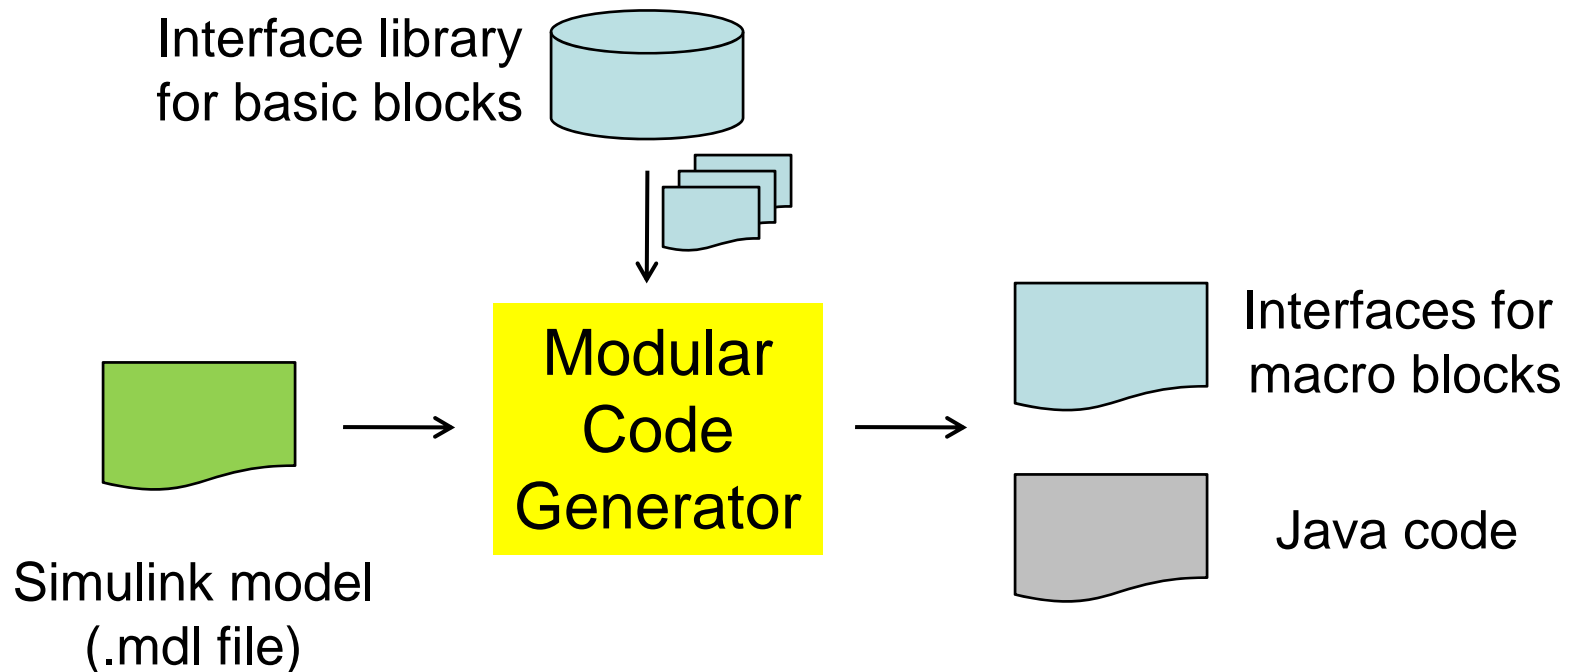 Interface library
for basic blocks
Modular
Code
Generator
Interfaces for
macro blocks
Java code
Simulink model
(.mdl file)